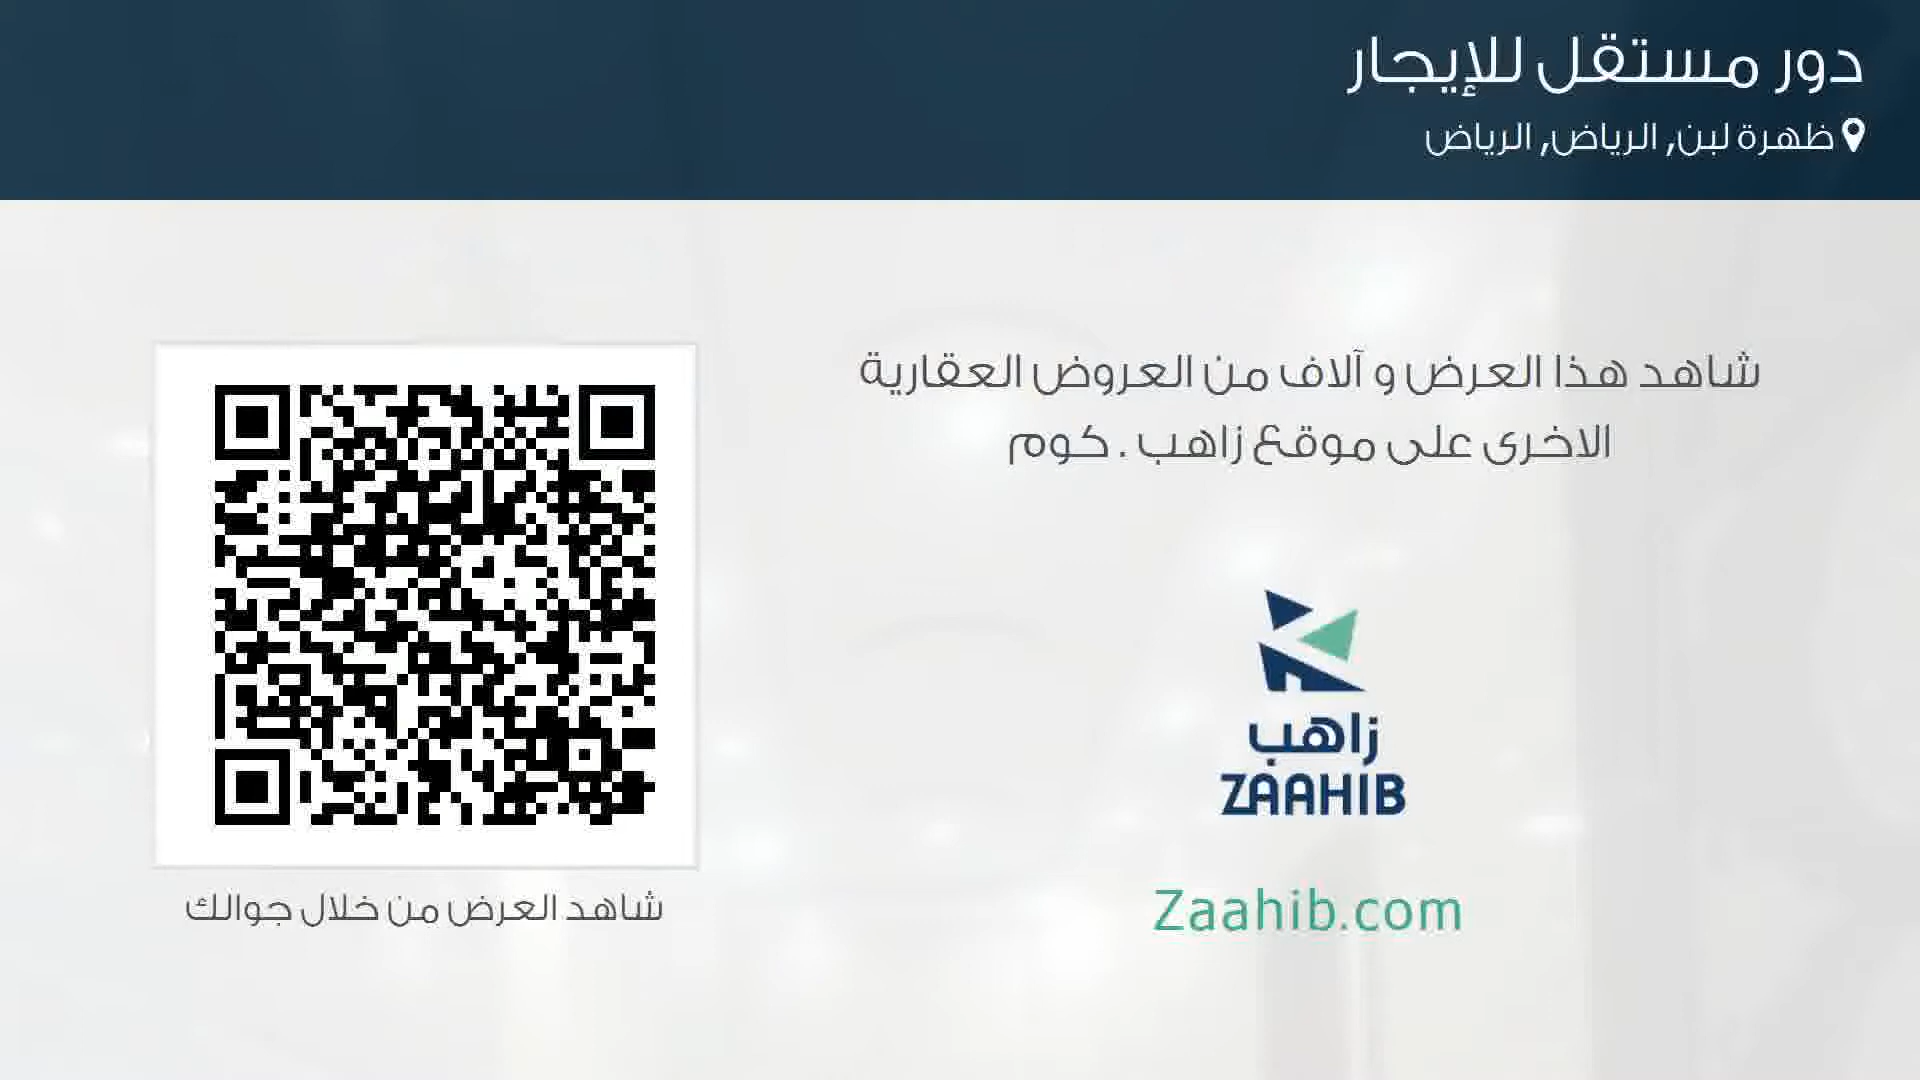 دور مستقل للإيجار
ظهرة لبن, الرياض, الرياض
شاهد هذا العرض و آلاف من العروض العقارية
الاخرى على موقع زاهب . كوم
زاهب
ZAAHIB
Zaahib.com
شاهد العرض من خلال جوالك